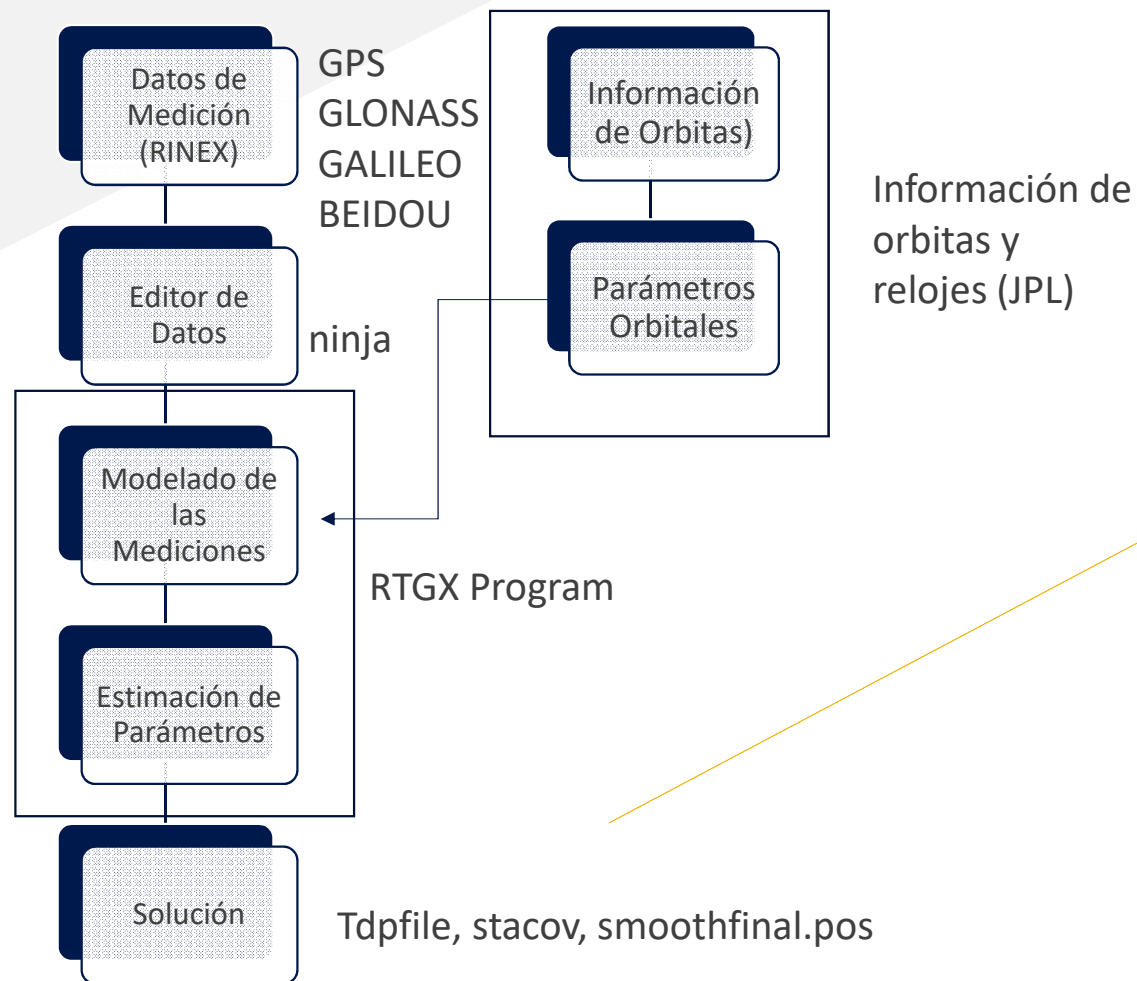 Datos de
Medición
(RINEX)
GPS
GLONASS
GALILEO
BEIDOU
Editor de
Datos
ninja
Modelado de
las
Mediciones
RTGX Program
Estimación de
Parámetros
Solución
Tdpfile, stacov, smoothfinal.pos
Información
de Orbitas)
Parámetros
Orbitales
Información de
orbitas y
relojes (JPL)